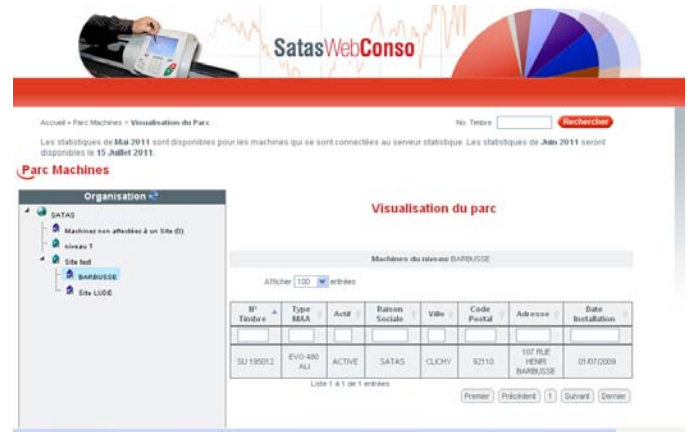 SatasWebConso
Accueil > Parc Machines > Visualisation du Parc
No. Timbre
Rechercher
Les statistiques de Mai 2011 sont disponibles pour les machines qui se sont connectées au serveur statistique. Les statistiques de Juin 2011 seront
disponibles le 15 Juillet 2011.
Parc Machines
Organisation
SATAS
Machines non affectées à un Site (0)
niveau 1
Site test
BARBUSSE
Site LUDE
Visualisation du parc
Machines du niveau: BARBUSSE
Afficher 100 entrées
N° Timbre
Type MAA
Actif
Raison Sociale
Ville
Code Postal
Adresse
Date Installation
SU 195012
EVO 480 ALI
ACTIVE
SATAS
CLICHY
92110
107 RUE HENRI BARBUSSE
01/07/2009
Liste 1 à 1 de 1 entrées
Premier Précédent 1 Suivant Dernier